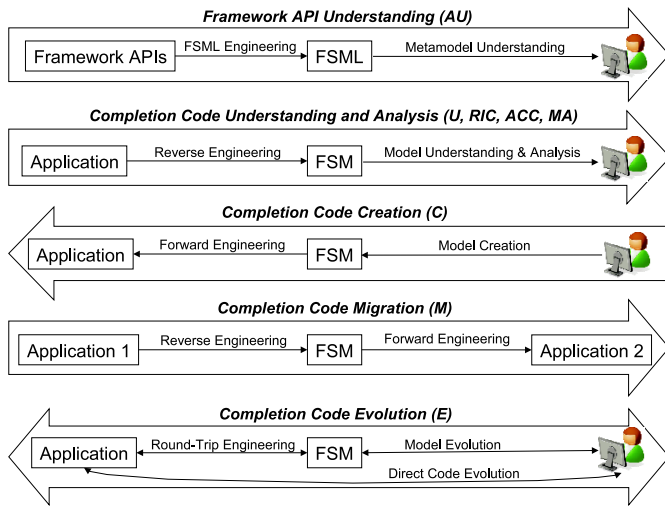 Framework API Understanding (AU)
Framework APIs
FSML Engineering
FSML
Metamodel Understanding
Completion Code Understanding and Analysis (U, RIC, ACC, MA)
Application
Reverse Engineering
FSM
Model Understanding & Analysis
Completion Code Creation (C)
Application
Forward Engineering
FSM
Model Creation
Completion Code Migration (M)
Application 1
Reverse Engineering
FSM
Forward Engineering
Application 2
Completion Code Evolution (E)
Application
Round-Trip Engineering
FSM
Model Evolution
Direct Code Evolution